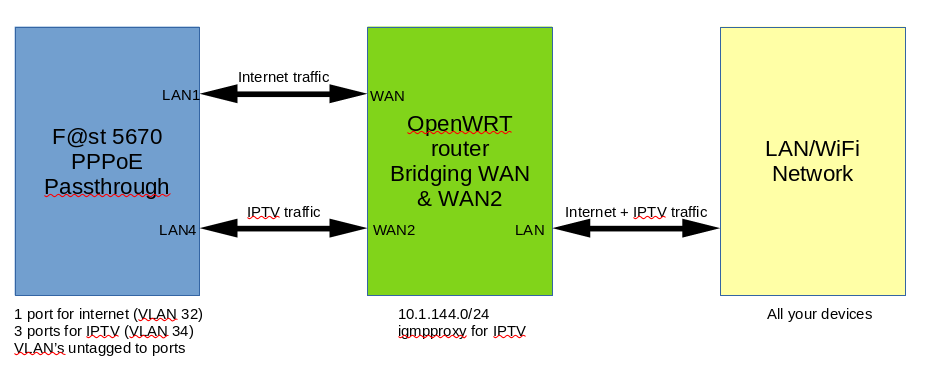 Internet traffic
LAN1
WAN
F@st 5670
PPPoE
Passthrough
OpenWRT
router
Bridging WAN
& WAN2
LAN/WiFi
Network
IPTV traffic
Internet + IPTV traffic
LAN4
WAN2
LAN
1 port for internet (VLAN 32)
3 ports for IPTV (VLAN 34)
VLAN's untagged to ports
10.1.144.0/24
igmpproxy for IPTV
All your devices